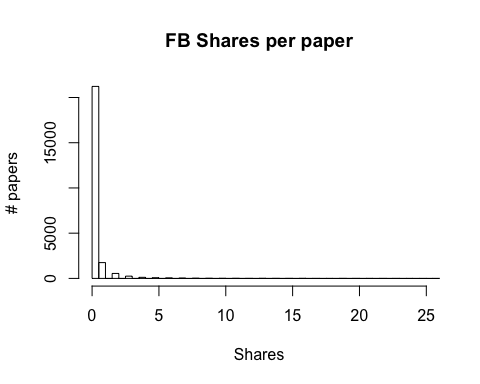 FB Shares per paper
# papers
15000
5000
0
0 5 10 15 20 25
Shares